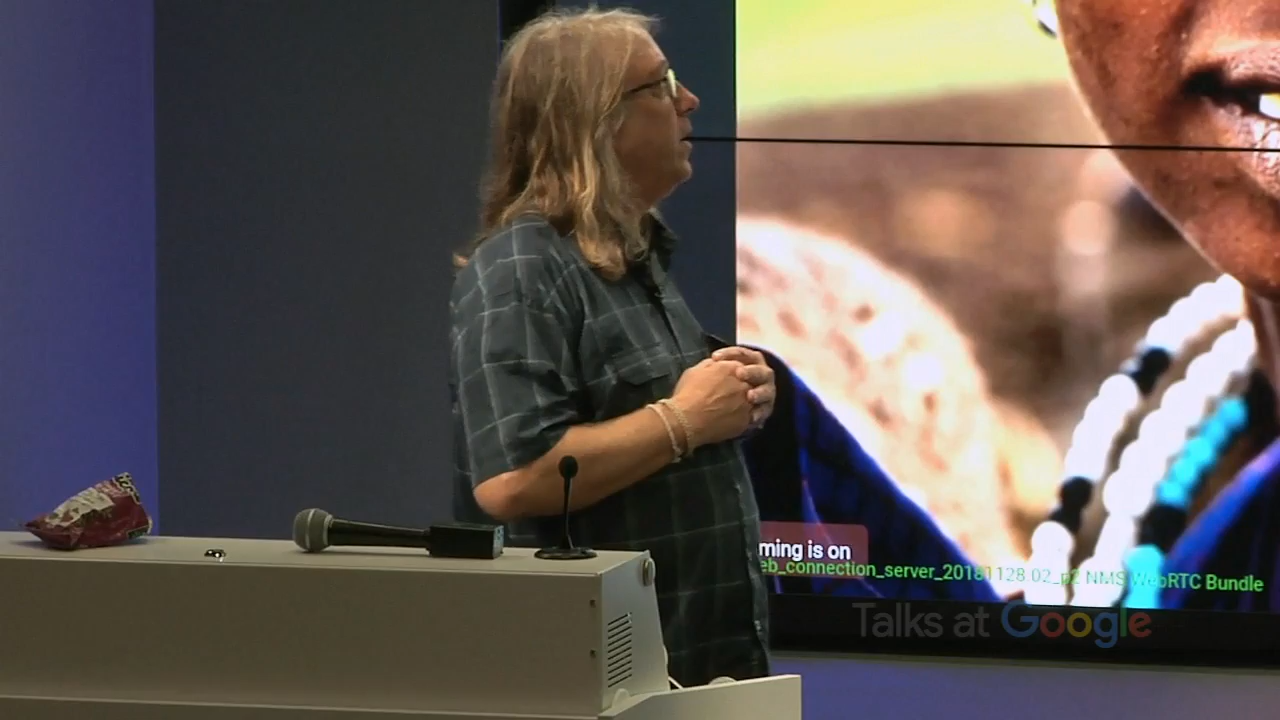 ming is on
eb_connection_server_20181128.02_p2 NMS WebRTC Bundle
Talks at Google